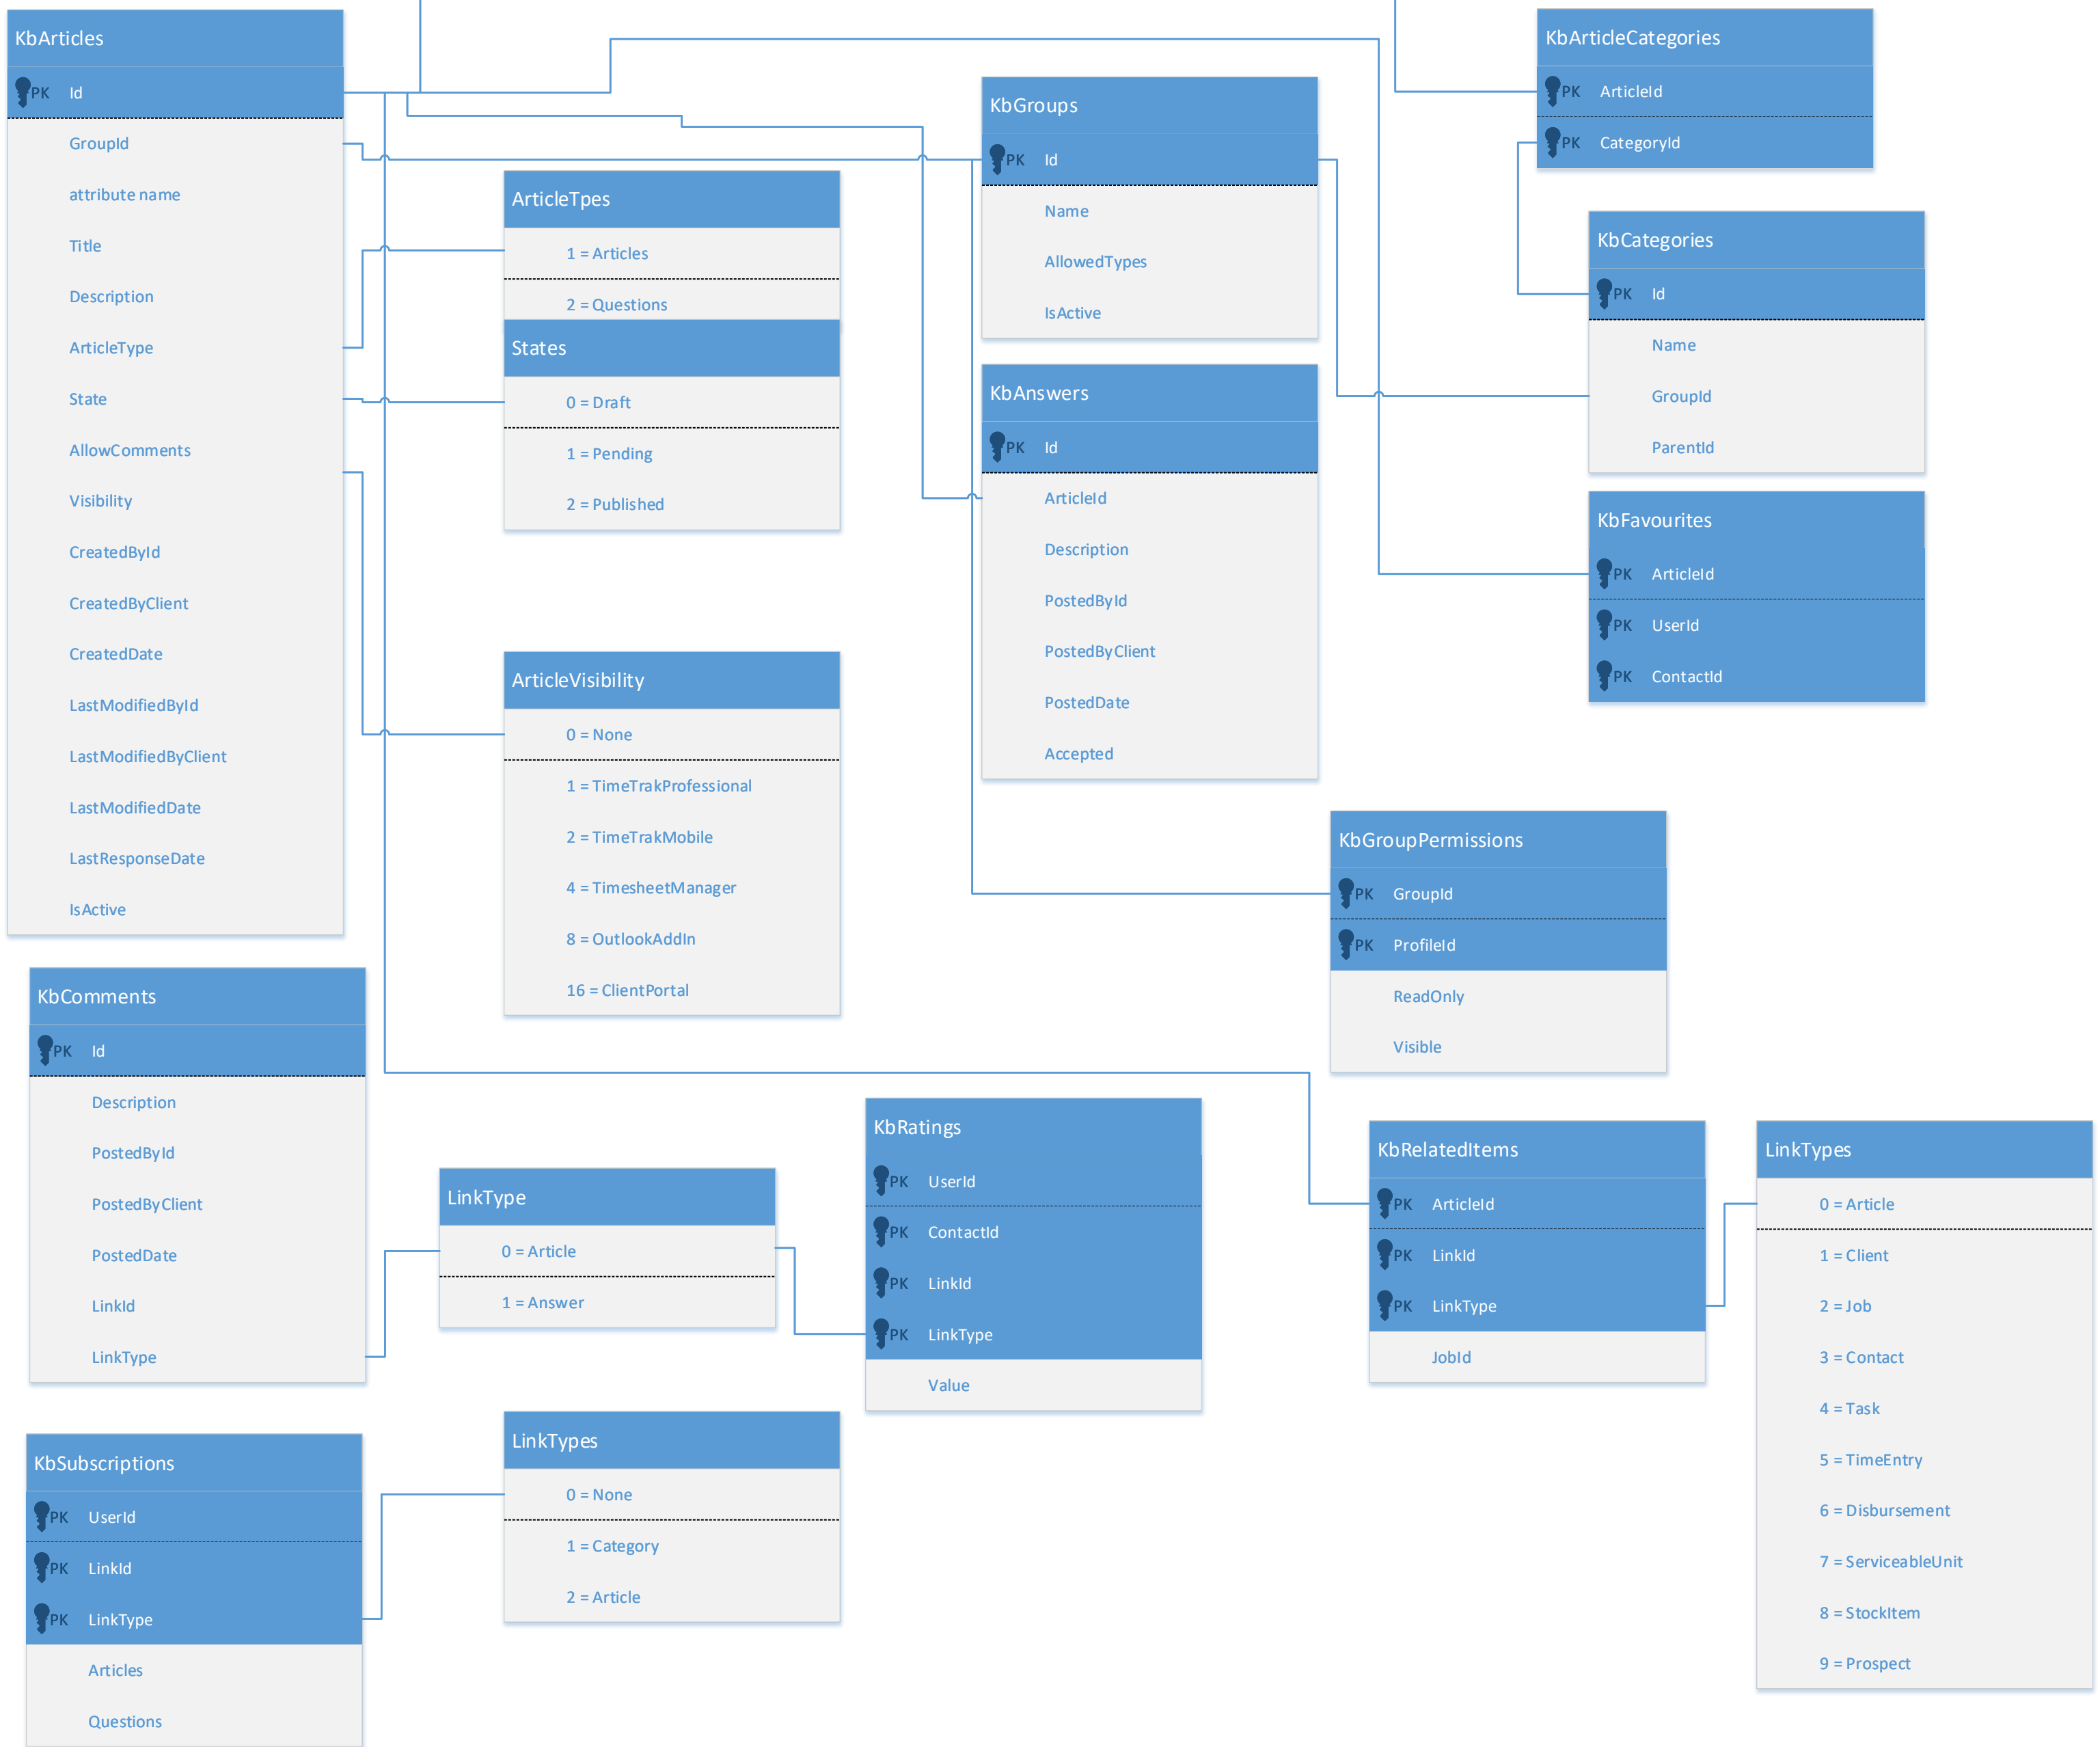 KbArticles
PK Id
GroupId
attribute name
Title
Description
ArticleType
State
AllowComments
Visibility
CreatedById
CreatedByClient
CreatedDate
LastModifiedById
LastModifiedByClient
LastModifiedDate
LastResponseDate
IsActive
ArticleTpes
1 = Articles
2 = Questions
States
0 = Draft
1 = Pending
2 = Published
ArticleVisibility
0 = None
1 = TimeTrakProfessional
2 = TimeTrakMobile
4 = TimesheetManager
8 = OutlookAddIn
16 = ClientPortal
KbGroups
PK Id
Name
AllowedTypes
IsActive
KbAnswers
PK Id
ArticleId
Description
PostedById
PostedByClient
PostedDate
Accepted
KbArticleCategories
PK ArticleId
PK CategoryId
KbCategories
PK Id
Name
GroupId
ParentId
KbFavourites
PK ArticleId
PK UserId
PK ContactId
KbGroupPermissions
PK GroupId
PK ProfileId
ReadOnly
Visible
KbComments
PK Id
Description
PostedById
PostedByClient
PostedDate
LinkId
LinkType
LinkType
0 = Article
1 = Answer
KbRatings
PK UserId
PK ContactId
PK LinkId
PK LinkType
Value
KbRelatedItems
PK ArticleId
PK LinkId
PK LinkType
JobId
LinkTypes
0 = Article
1 = Client
2 = Job
3 = Contact
4 = Task
5 = TimeEntry
6 = Disbursement
7 = ServiceableUnit
8 = StockItem
9 = Prospect
KbSubscriptions
PK UserId
PK LinkId
PK LinkType
Articles
Questions
LinkTypes
0 = None
1 = Category
2 = Article